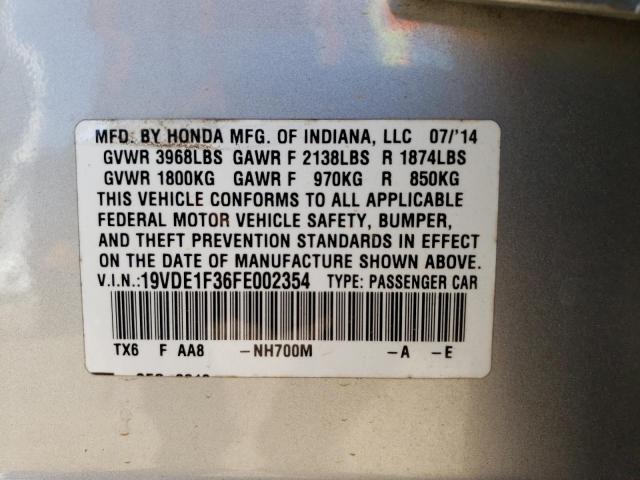 MFD. BY HONDA MFG. OF INDIANA, LLC 07/'14
GVWR 3968LBS GAWR F 2138LBS R 1874LBS
GVWR 1800KG GAWR F 970KG R 850KG
THIS VEHICLE CONFORMS TO ALL APPLICABLE
FEDERAL MOTOR VEHICLE SAFETY, BUMPER,
AND THEFT PREVENTION STANDARDS IN EFFECT
ON THE DATE OF MANUFACTURE SHOWN ABOVE.
V.I.N.:19VDE1F36FE002354 TYPE: PASSENGER CAR
TX6 F AA8 -NH700M -A -E